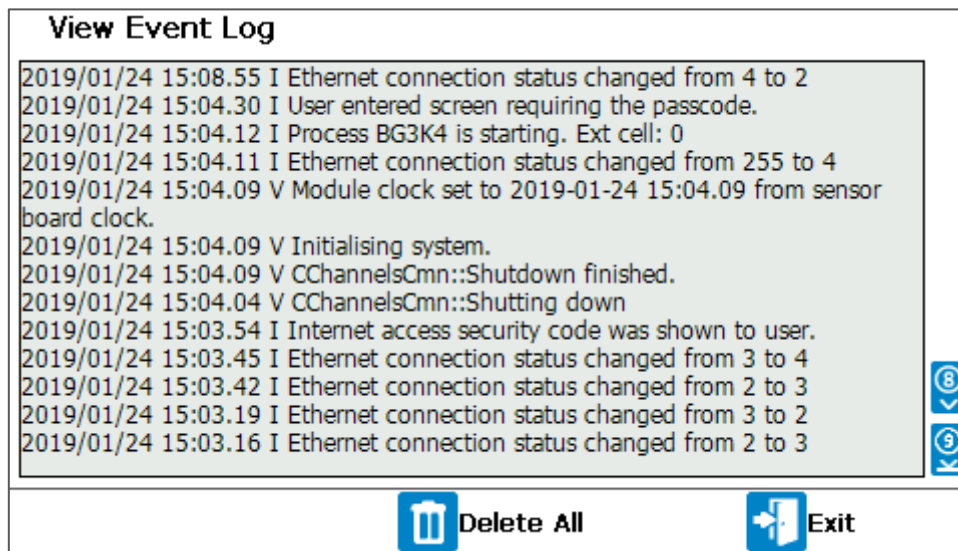 View Event Log
2019/01/24 15:08.55 I Ethernet connection status changed from 4 to 2
2019/01/24 15:04.30 I User entered screen requiring the passcode.
2019/01/24 15:04.12 I Process BG3K4 is starting. Ext cell: 0
2019/01/24 15:04.11 I Ethernet connection status changed from 255 to 4
2019/01/24 15:04.09 V Module clock set to 2019-01-24 15:04.09 from sensor
board clock.
2019/01/24 15:04.09 V Initialising system.
2019/01/24 15:04.09 V CChannelsCmn::Shutdown finished.
2019/01/24 15:04.04 V CChannelsCmn::Shutting down
2019/01/24 15:03.54 I Internet access security code was shown to user.
2019/01/24 15:03.45 I Ethernet connection status changed from 3 to 4
2019/01/24 15:03.42 I Ethernet connection status changed from 2 to 3
2019/01/24 15:03.19 I Ethernet connection status changed from 3 to 2
2019/01/24 15:03.16 I Ethernet connection status changed from 2 to 3
8
9
Delete All
Exit